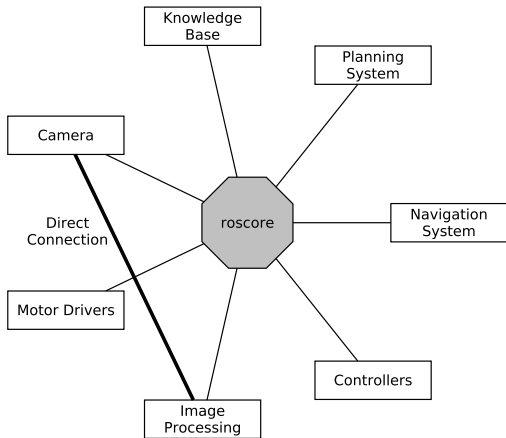 Knowledge
Base
Planning
System
Camera
roscore
Navigation
System
Direct
Connection
Motor Drivers
Controllers
Image
Processing